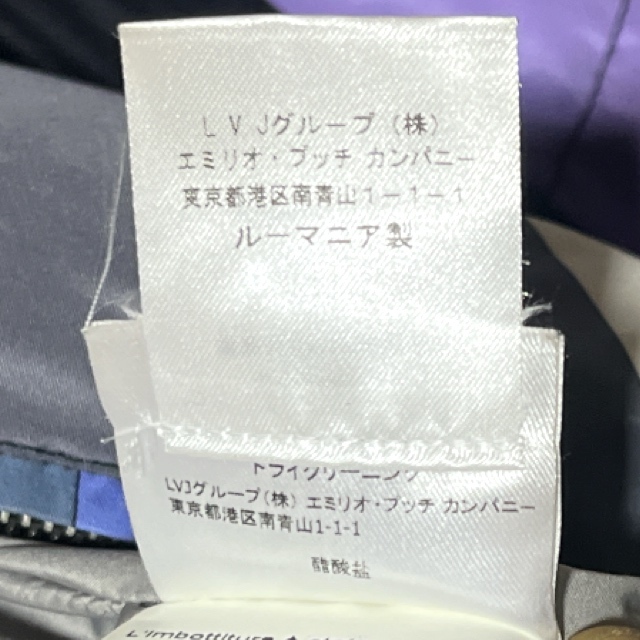 LVJグループ（株）
エミリオ・プッチ カンパニー
東京都港区南青山1-1-1
ルーマニア製
ドライクリーニング
LVJグループ（株）エミリオ・プッチ カンパニー
東京都港区南青山1-1-1
醋酸盐
L'imbottitura